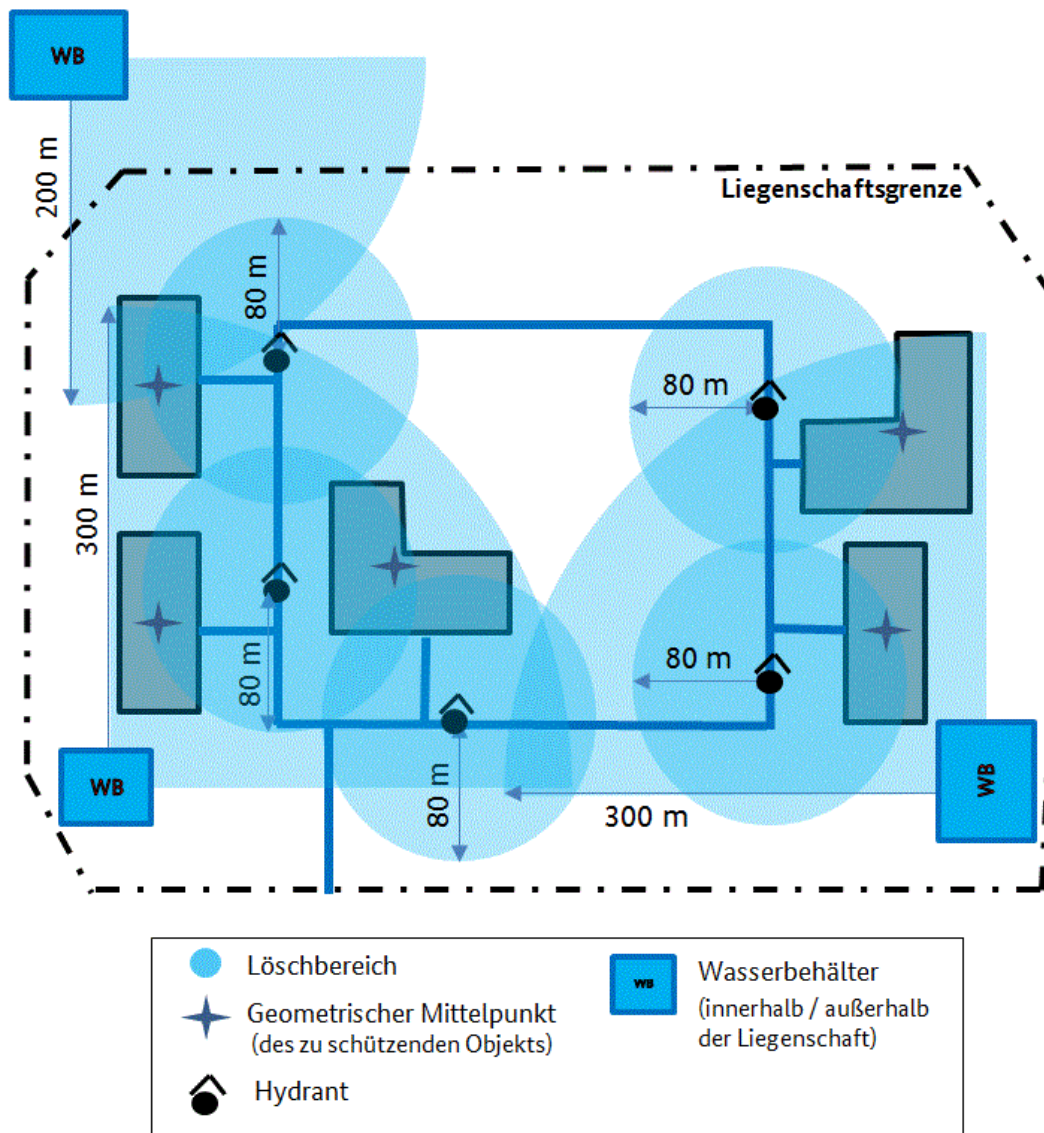 WB
200 m
Liegenschaftsgrenze
80 m
80 m
300 m
80 m
80 m
WB
80 m
300 m
WB
Löschbereich
Geometrischer Mittelpunkt
(des zu schützenden Objekts)
Hydrant
WB
Wasserbehälter
(innerhalb / außerhalb
der Liegenschaft)